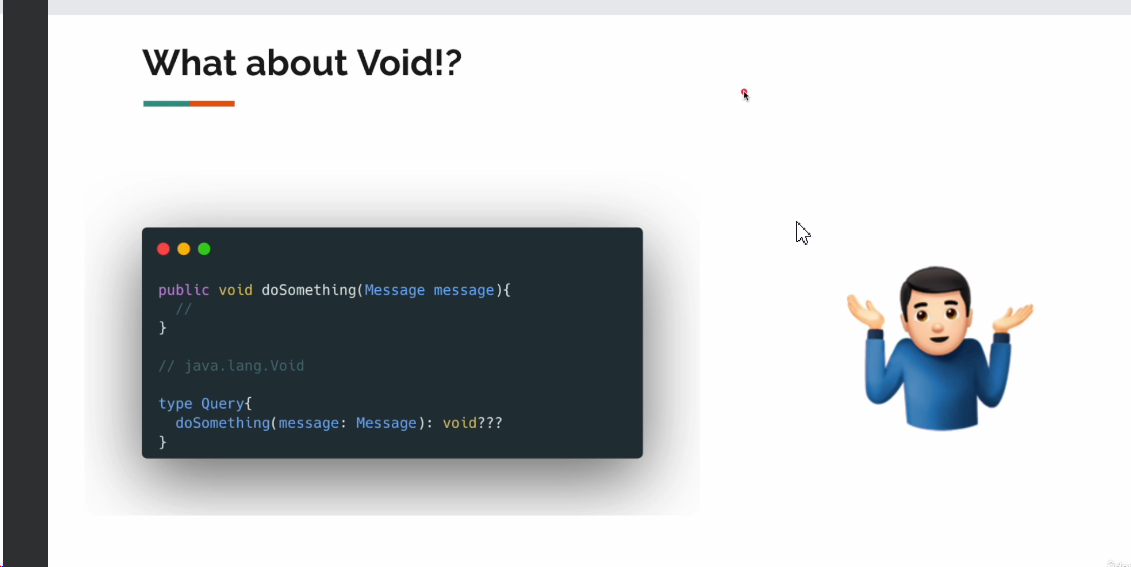 What about Void!?
public void doSomething(Message message){
//
}
// java.lang.Void
type Query{
doSomething(message: Message): void???
}